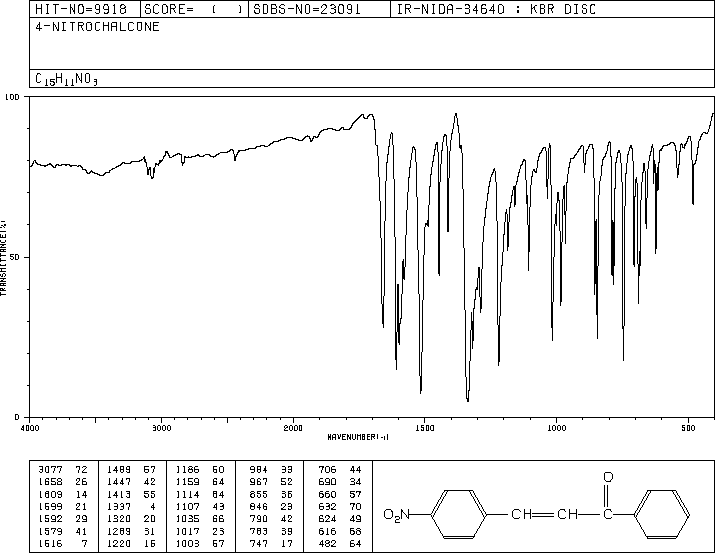 HIT-NO=9918 SCORE= ( ) SDBS-NO=23091 IR-NIDA-34640 : KBR DISC
4-NITROCHALCONE
C₁₅H₁₁NO₃
100
50
0
TRANSMITTANCE(%)
4000 3000 2000 1500 1000 500
WAVENUMBER(-1)
3077 72 1489 57 1186 50 984 33 706 44
1658 26 1447 42 1159 64 967 52 690 34
1609 14 1413 55 1114 64 855 36 660 57
1599 21 1337 4 1107 43 846 23 632 70
1592 29 1320 20 1035 66 790 42 624 49
1579 41 1289 31 1017 23 783 39 616 68
1516 7 1220 15 1003 57 747 17 482 64
O
O₂N CH CH C